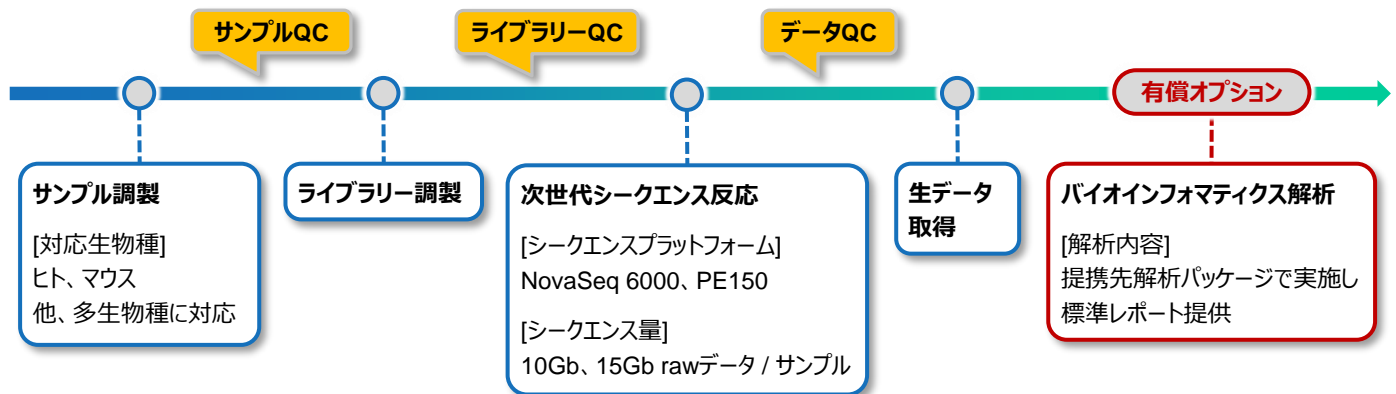 サンプルQC
ライブラリーQC
データQC
有償オプション
サンプル調製
[対応生物種]
ヒト、マウス
他、多生物種に対応
ライブラリー調製
次世代シークエンス反応
[シークエンスプラットフォーム]
NovaSeq 6000、PE150
[シークエンス量]
10Gb、15Gb rawデータ / サンプル
生データ
取得
バイオインフォマティクス解析
[解析内容]
提携先解析パッケージで実施し
標準レポート提供